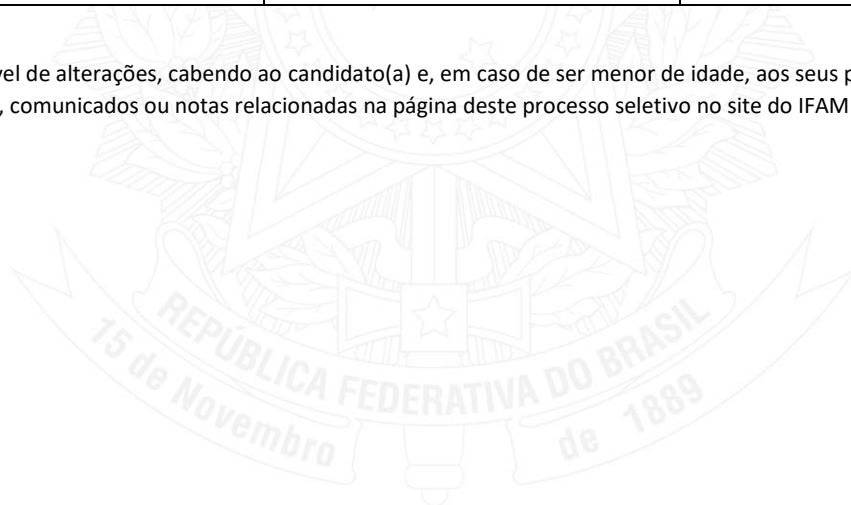 vel de alterações, cabendo ao candidato(a) e, em caso de ser menor de idade, aos seus p
, comunicados ou notas relacionadas na página deste processo seletivo no site do IFAM
REPÚBLICA FEDERATIVA DO BRASIL
15 de Novembro de 1889